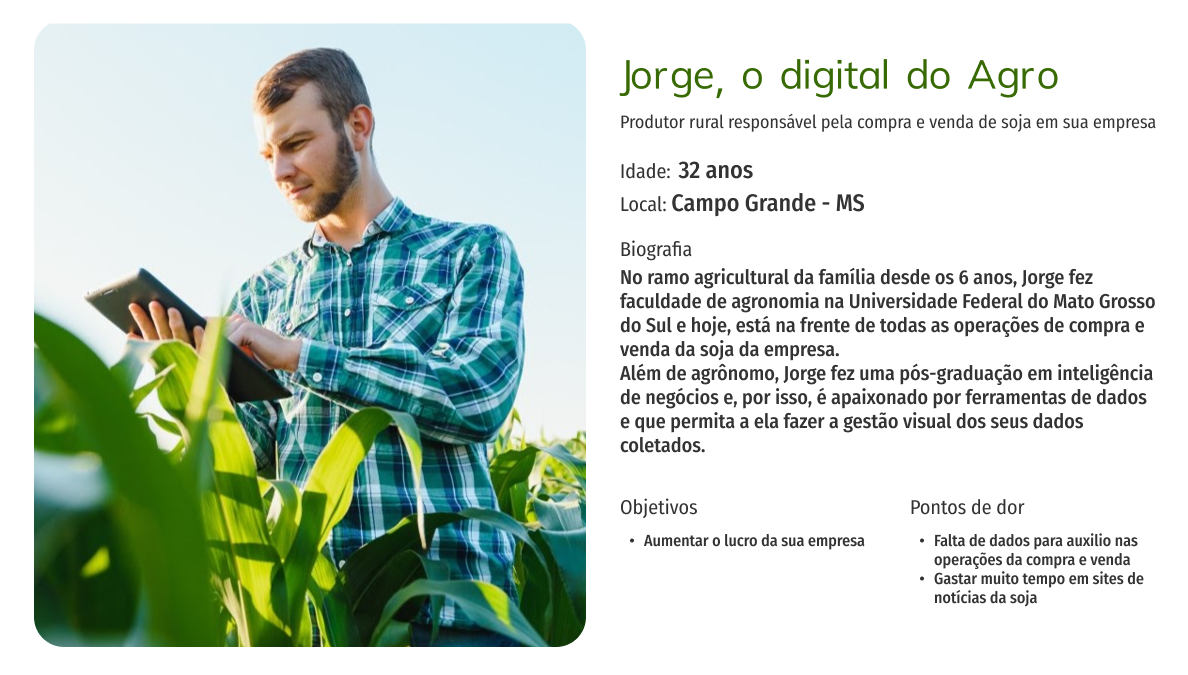 Jorge, o digital do Agro
Produtor rural responsável pela compra e venda de soja em sua empresa
Idade: 32 anos
Local: Campo Grande - MS
Biografia
No ramo agricultural da família desde os 6 anos, Jorge fez
faculdade de agronomia na Universidade Federal do Mato Grosso
do Sul e hoje, está na frente de todas as operações de compra e
venda da soja da empresa.
Além de agrônomo, Jorge fez uma pós-graduação em inteligência
de negócios e, por isso, é apaixonado por ferramentas de dados
e que permita a ela fazer a gestão visual dos seus dados
coletados.
Objetivos
• Aumentar o lucro da sua empresa
Pontos de dor
• Falta de dados para auxilio nas
operações da compra e venda
• Gastar muito tempo em sites de
notícias da soja